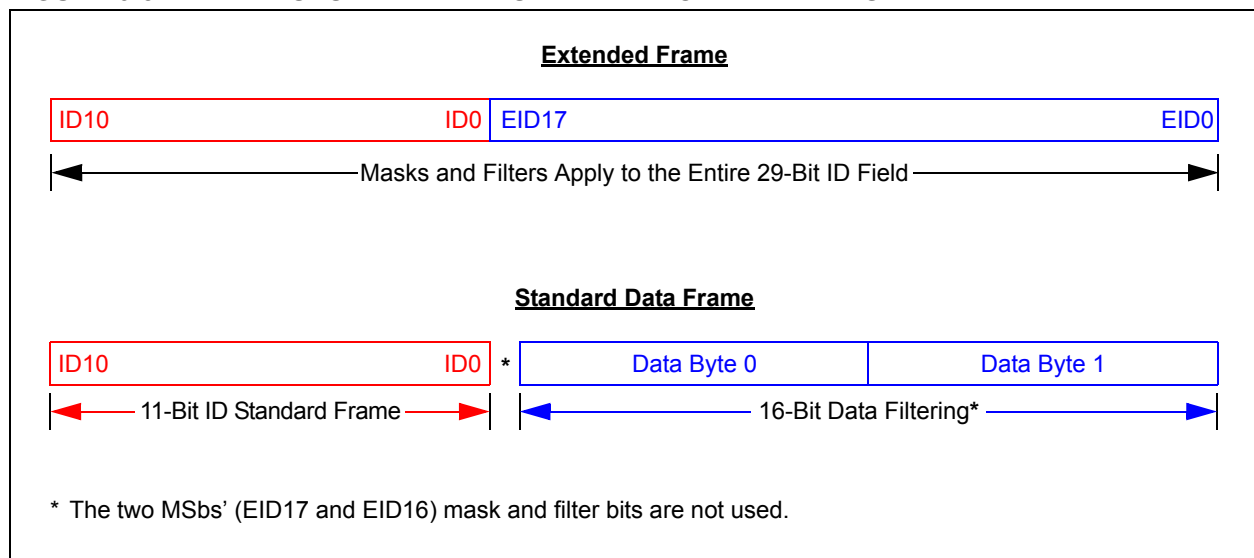 Extended Frame
ID10 ID0 EID17 EID0
Masks and Filters Apply to the Entire 29-Bit ID Field
Standard Data Frame
ID10 ID0 * Data Byte 0 Data Byte 1
11-Bit ID Standard Frame 16-Bit Data Filtering*
* The two MSbs’ (EID17 and EID16) mask and filter bits are not used.